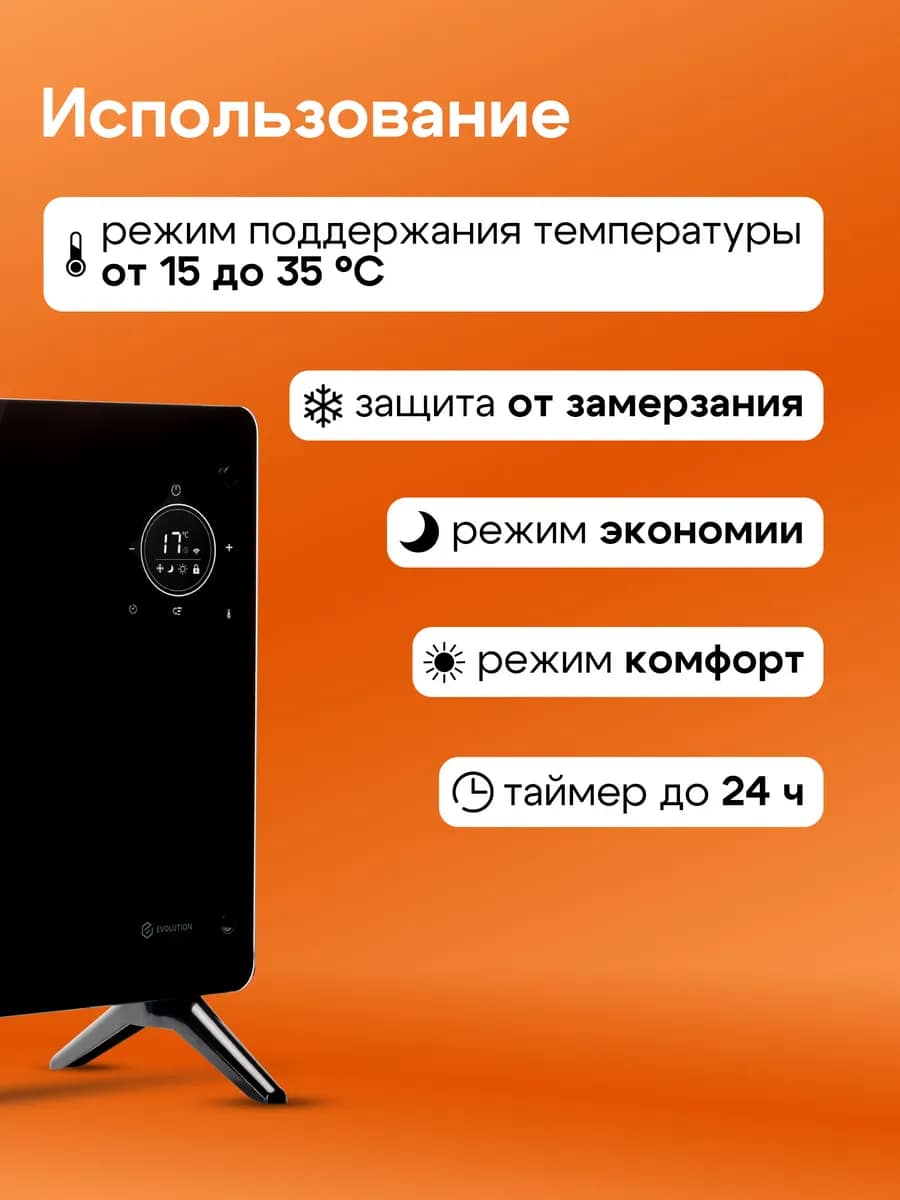 Использование
режим поддержания температуры
от 15 до 35 °C
защита от замерзания
17°C
режим экономии
режим комфорт
таймер до 24 ч
EVOLUTION